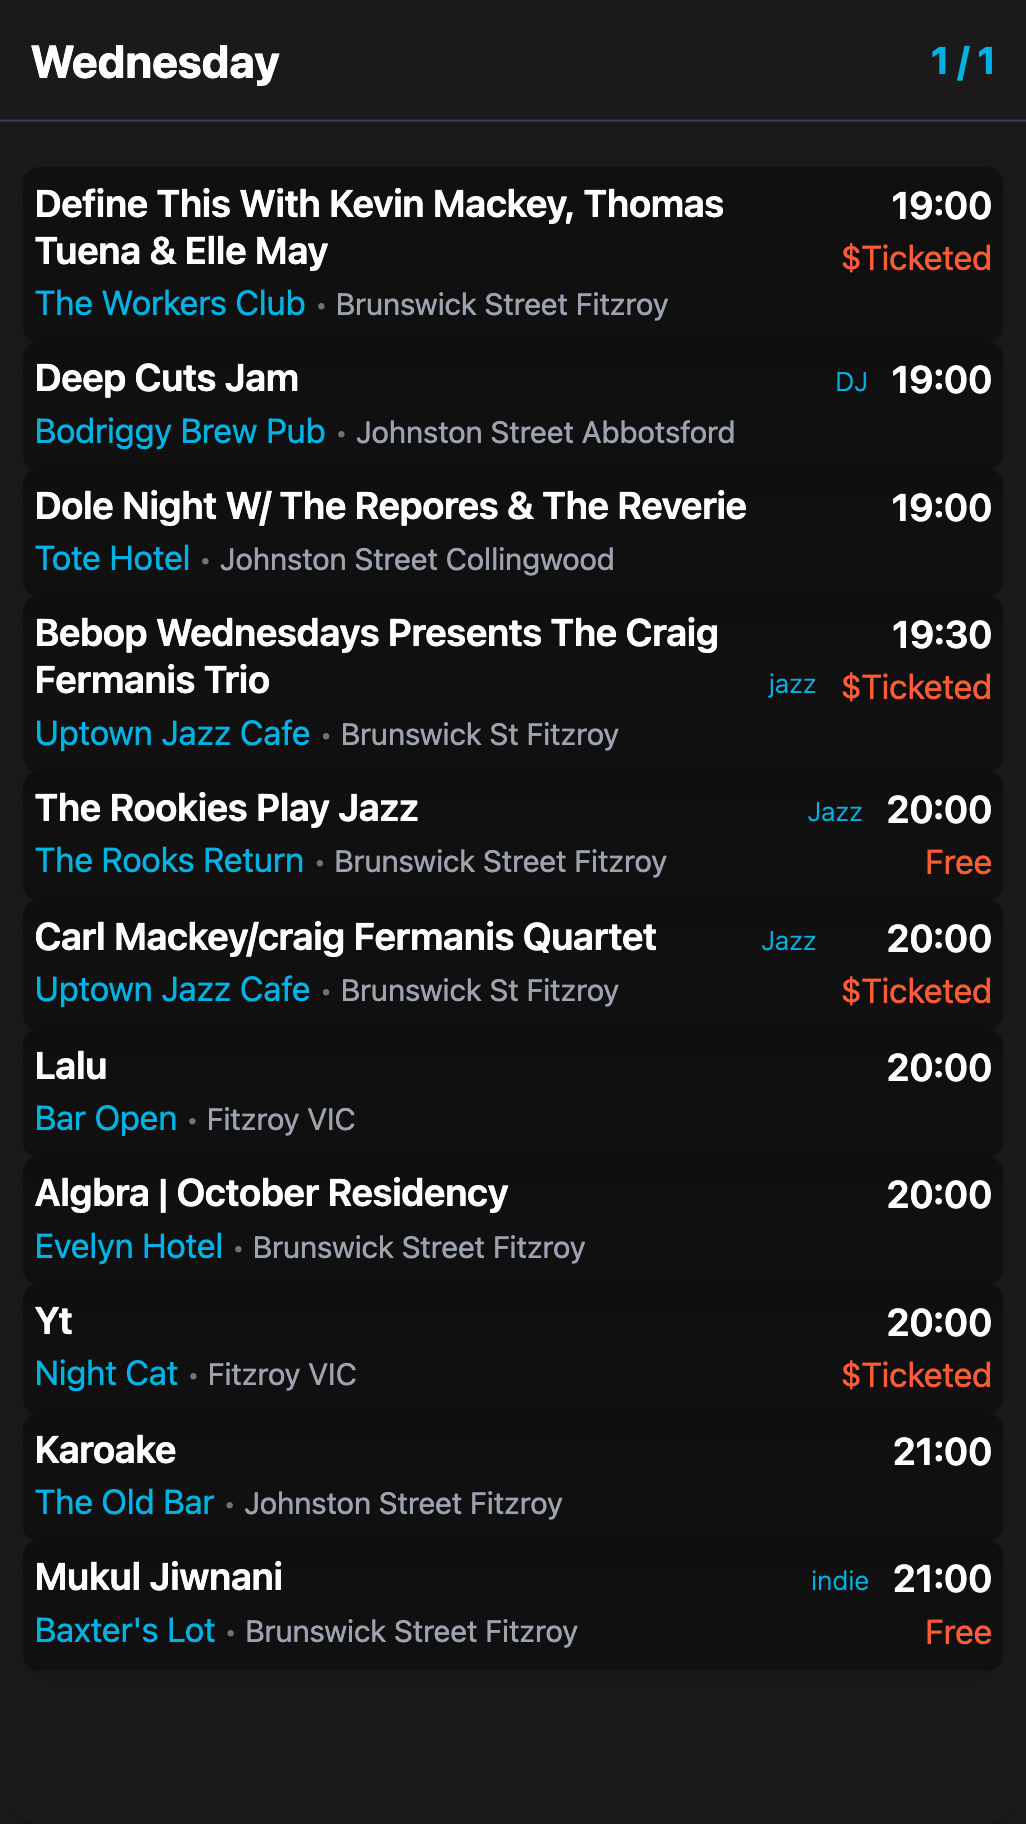 Wednesday 1 / 1
Define This With Kevin Mackey, Thomas 19:00
Tuena & Elle May $Ticketed
The Workers Club • Brunswick Street Fitzroy
Deep Cuts Jam DJ 19:00
Bodriggy Brew Pub • Johnston Street Abbotsford
Dole Night W/ The Repores & The Reverie 19:00
Tote Hotel • Johnston Street Collingwood
Bebop Wednesdays Presents The Craig 19:30
Fermanis Trio jazz $Ticketed
Uptown Jazz Cafe • Brunswick St Fitzroy
The Rookies Play Jazz Jazz 20:00
The Rooks Return • Brunswick Street Fitzroy Free
Carl Mackey/craig Fermanis Quartet Jazz 20:00
Uptown Jazz Cafe • Brunswick St Fitzroy $Ticketed
Lalu 20:00
Bar Open • Fitzroy VIC
Algbra | October Residency 20:00
Evelyn Hotel • Brunswick Street Fitzroy
Yt 20:00
Night Cat • Fitzroy VIC $Ticketed
Karoake 21:00
The Old Bar • Johnston Street Fitzroy
Mukul Jiwnani indie 21:00
Baxter's Lot • Brunswick Street Fitzroy Free